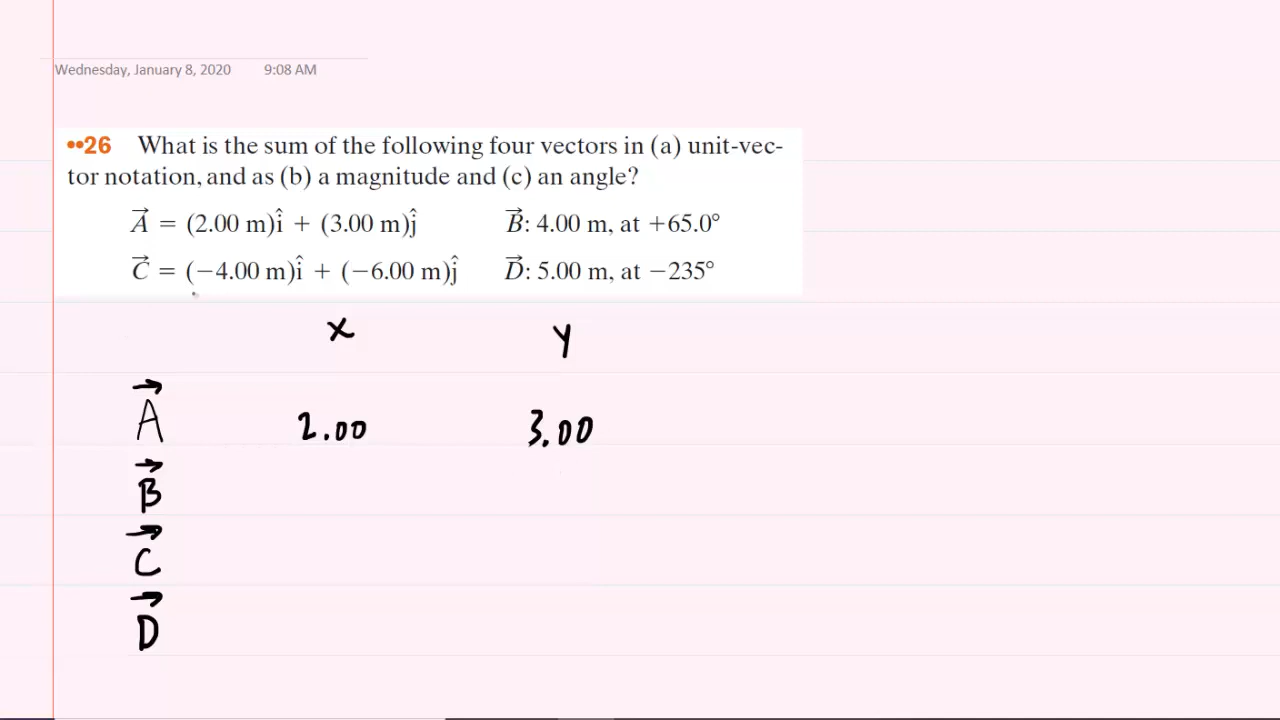 Wednesday, January 8, 2020 9:08 AM
••26 What is the sum of the following four vectors in (a) unit-vec-
tor notation, and as (b) a magnitude and (c) an angle?
A⃗ = (2.00 m)î + (3.00 m)ĵ B⃗: 4.00 m, at +65.0°
C⃗ = (−4.00 m)î + (−6.00 m)ĵ D⃗: 5.00 m, at −235°
x y
A⃗ 2.00 3.00
B⃗
C⃗
D⃗